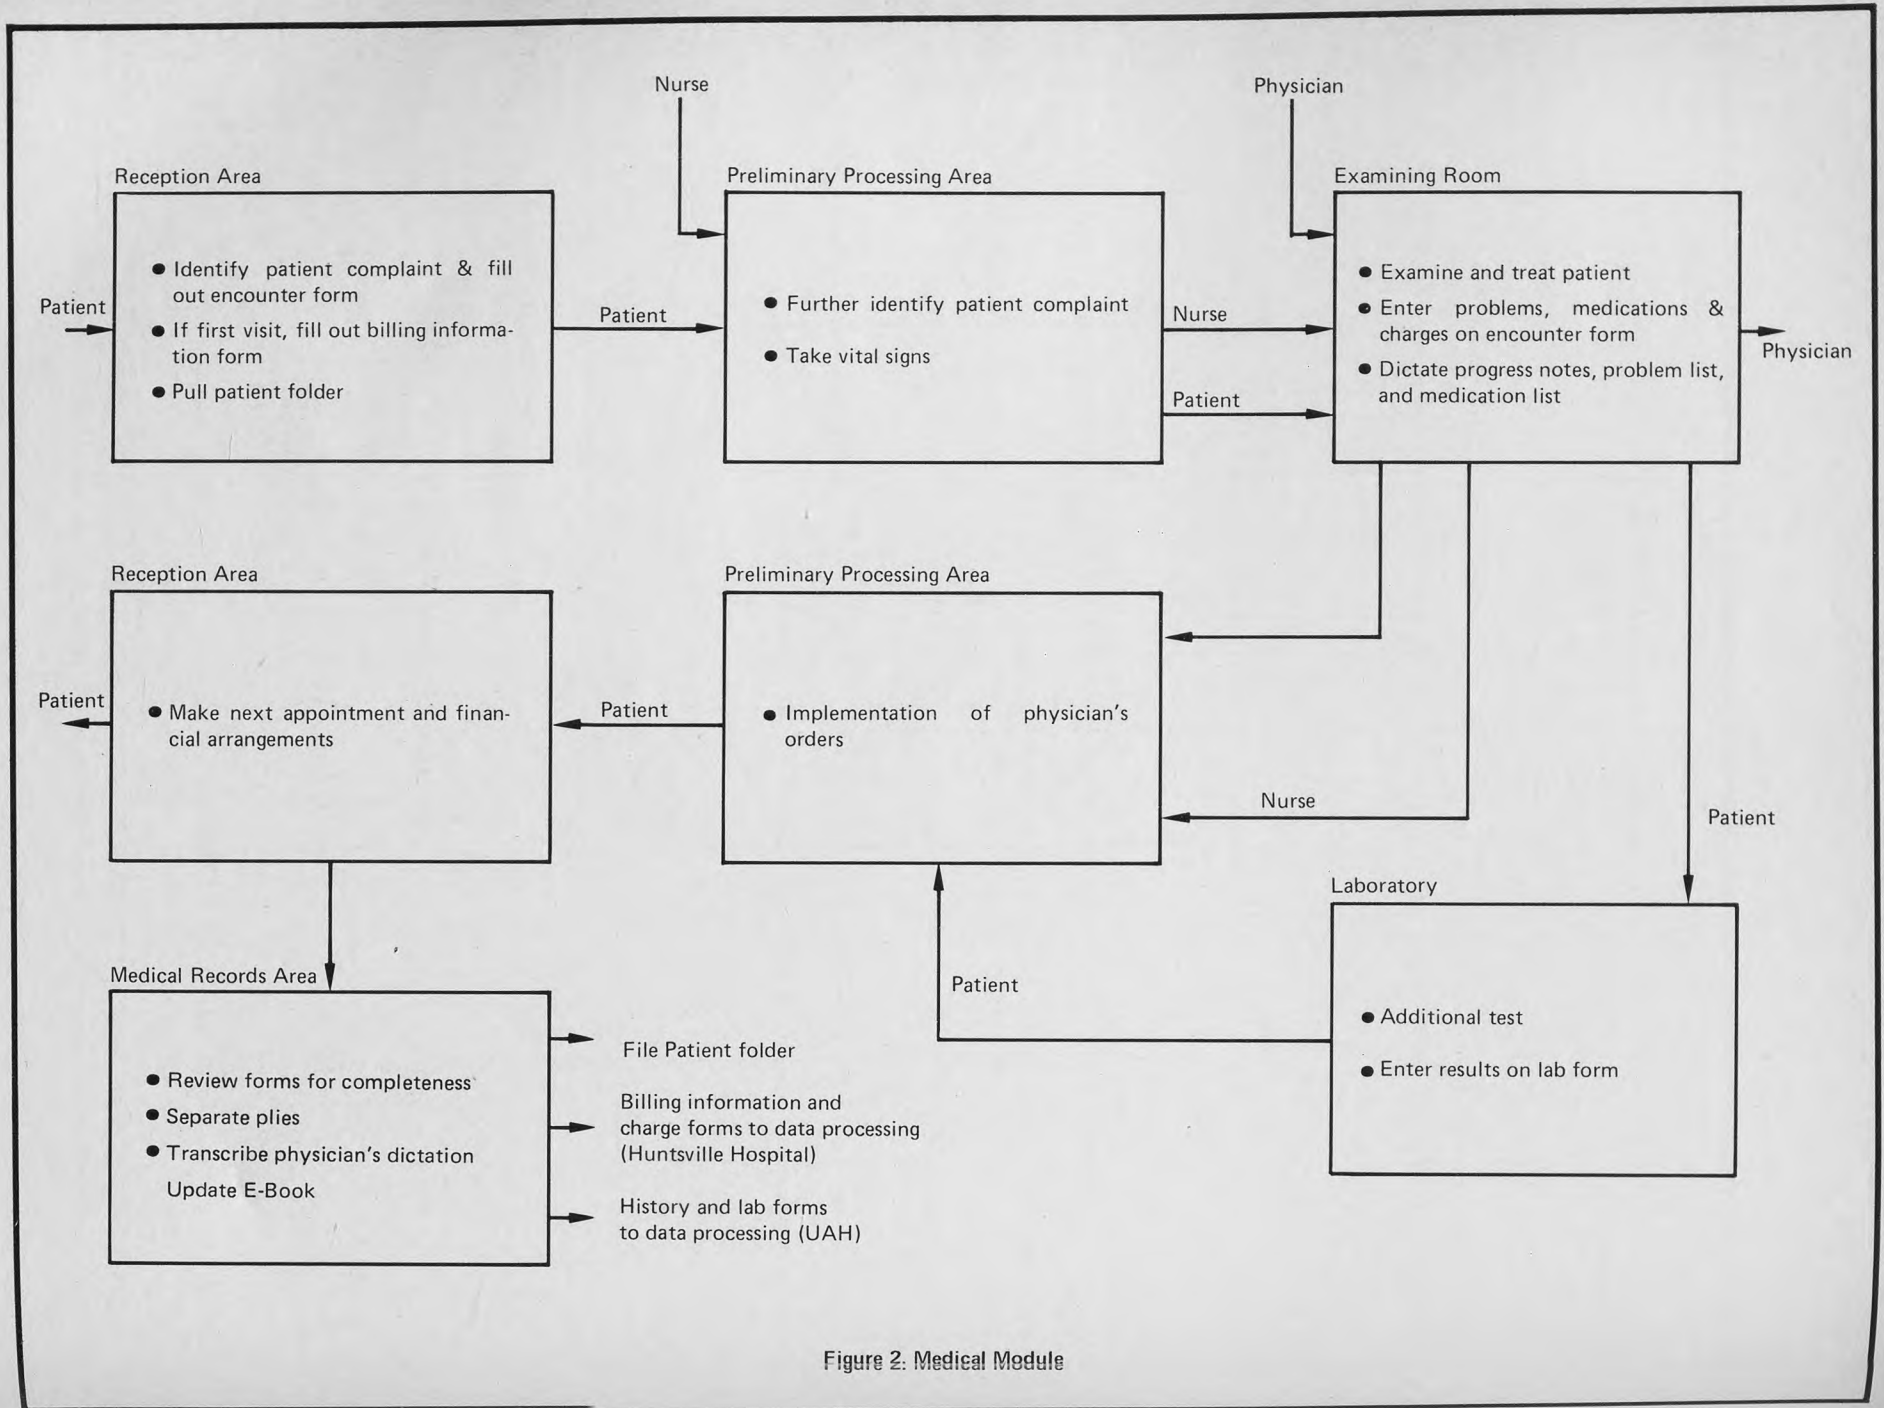 Nurse
Physician
Reception Area
Preliminary Processing Area
Examining Room
Patient
● Identify patient complaint & fill
out encounter form
● If first visit, fill out billing informa-
tion form
● Pull patient folder
Patient
● Further identify patient complaint
● Take vital signs
Nurse
Patient
● Examine and treat patient
● Enter problems, medications &
charges on encounter form
● Dictate progress notes, problem list,
and medication list
Physician
Reception Area
Preliminary Processing Area
Patient
● Make next appointment and finan-
cial arrangements
Patient
● Implementation of physician's
orders
Nurse
Patient
Laboratory
Medical Records Area
Patient
● Additional test
● Enter results on lab form
● Review forms for completeness
● Separate plies
● Transcribe physician's dictation
Update E-Book
File Patient folder
Billing information and
charge forms to data processing
(Huntsville Hospital)
History and lab forms
to data processing (UAH)
Figure 2. Medical Module